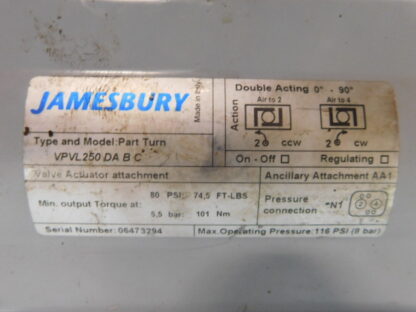 JAMESBURY
Made in Italy
Type and Model:Part Turn
VPVL250 DA B C
Double Acting 0° - 90°
Action
Air to 2 Air to 4
2 ccw 2 cw
On - Off Regulating
Valve Actuator attachment
Ancillary Attachment AA1
Min. output Torque at:
80 PSI: 74,5 FT-LBS
5,5 bar: 101 Nm
Pressure connection "N1
4 2
Serial Number: 06473294
Max.Operating Pressure:116 PSI (8 bar)